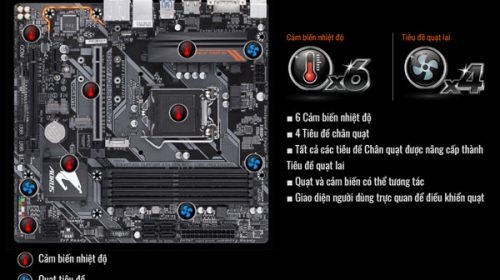 Cảm biến nhiệt độ
Tiêu đề quạt lai
x6
x4
6 Cảm biến nhiệt độ
4 Tiêu đề chân quạt
Tất cả các tiêu đề Chân quạt được nâng cấp thành
Tiêu đề quạt lai
Quạt và cảm biến có thể tương tác
Giao diện người dùng trực quan để điều khiển quạt
AORUS
Cảm biến nhiệt độ
Quạt tiêu đề